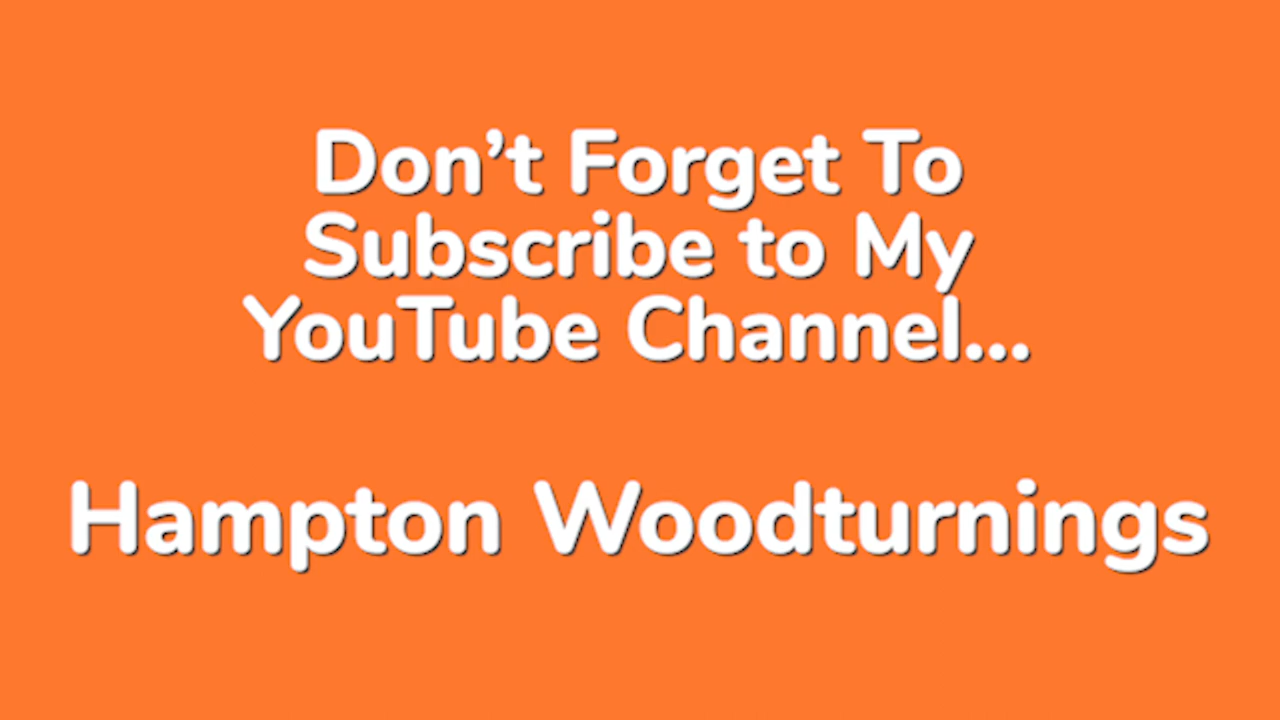 Don’t Forget To
Subscribe to My
YouTube Channel...
Hampton Woodturnings